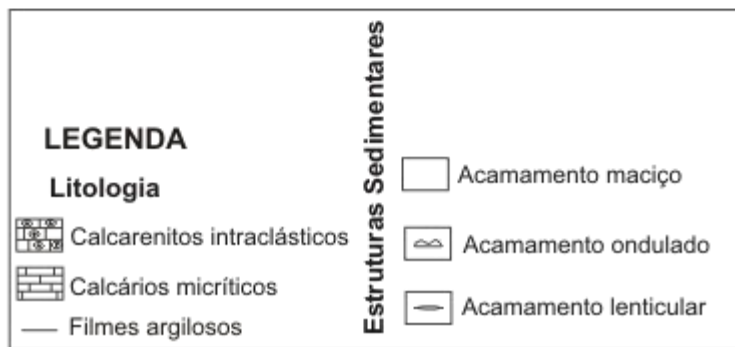 LEGENDA
Litologia
Calcarenitos intraclásticos
Calcários micríticos
Filmes argilosos
Estruturas Sedimentares
Acamamento maciço
Acamamento ondulado
Acamamento lenticular